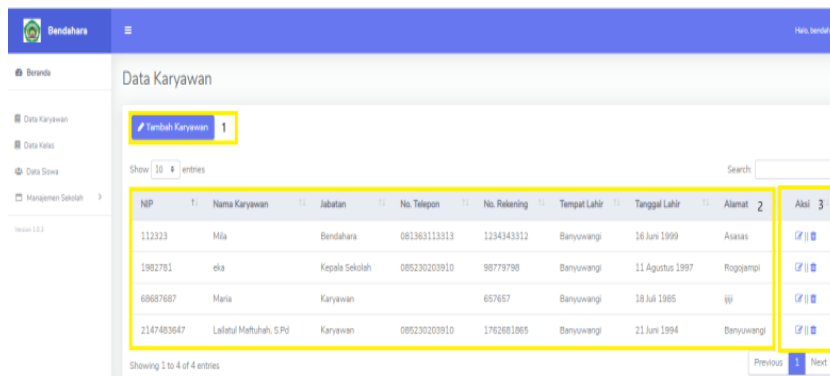 Bendahara
Halo, bendah
Beranda
Data Karyawan
Data Karyawan
Data Kelas
Data Siswa
Manajemen Sekolah
Version 1.0.2
Tambah Karyawan 1
Show 10 entries Search:
NIP Nama Karyawan Jabatan No. Telepon No. Rekening Tempat Lahir Tanggal Lahir Alamat 2 Aksi 3
112323 Mila Bendahara 081363113313 1234343312 Banyuwangi 16 Juni 1999 Asasas
1982781 eka Kepala Sekolah 085230203910 98779798 Banyuwangi 11 Agustus 1997 Rogojampi
68687687 Maria Karyawan 657657 Banyuwangi 18 Juli 1985
2147483647 Lailatul Maftuhah, S.Pd Karyawan 085230203910 1762681865 Banyuwangi 21 Juni 1994 Banyuwangi
Showing 1 to 4 of 4 entries
Previous 1 Next